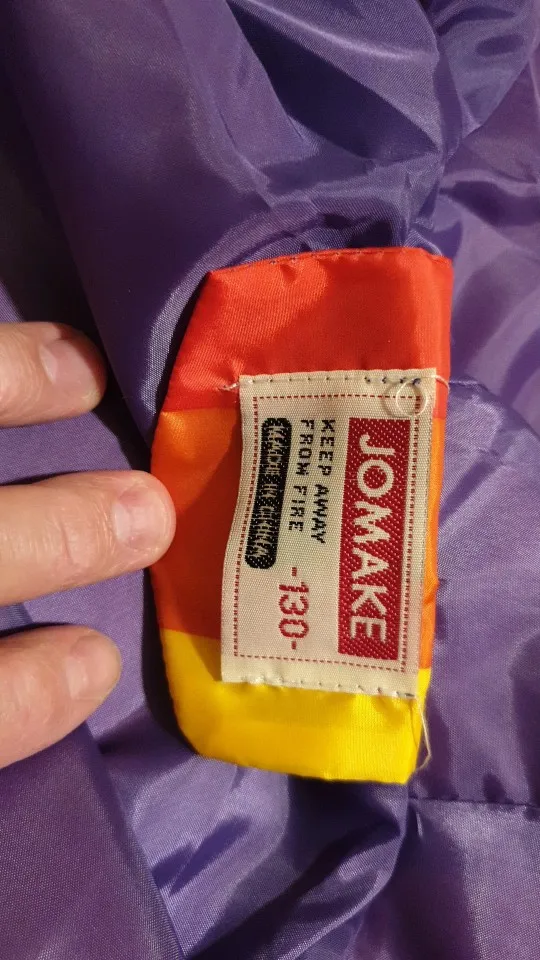 JOMAKE
KEEP AWAY
FROM FIRE
MADE IN CHINA
-130-